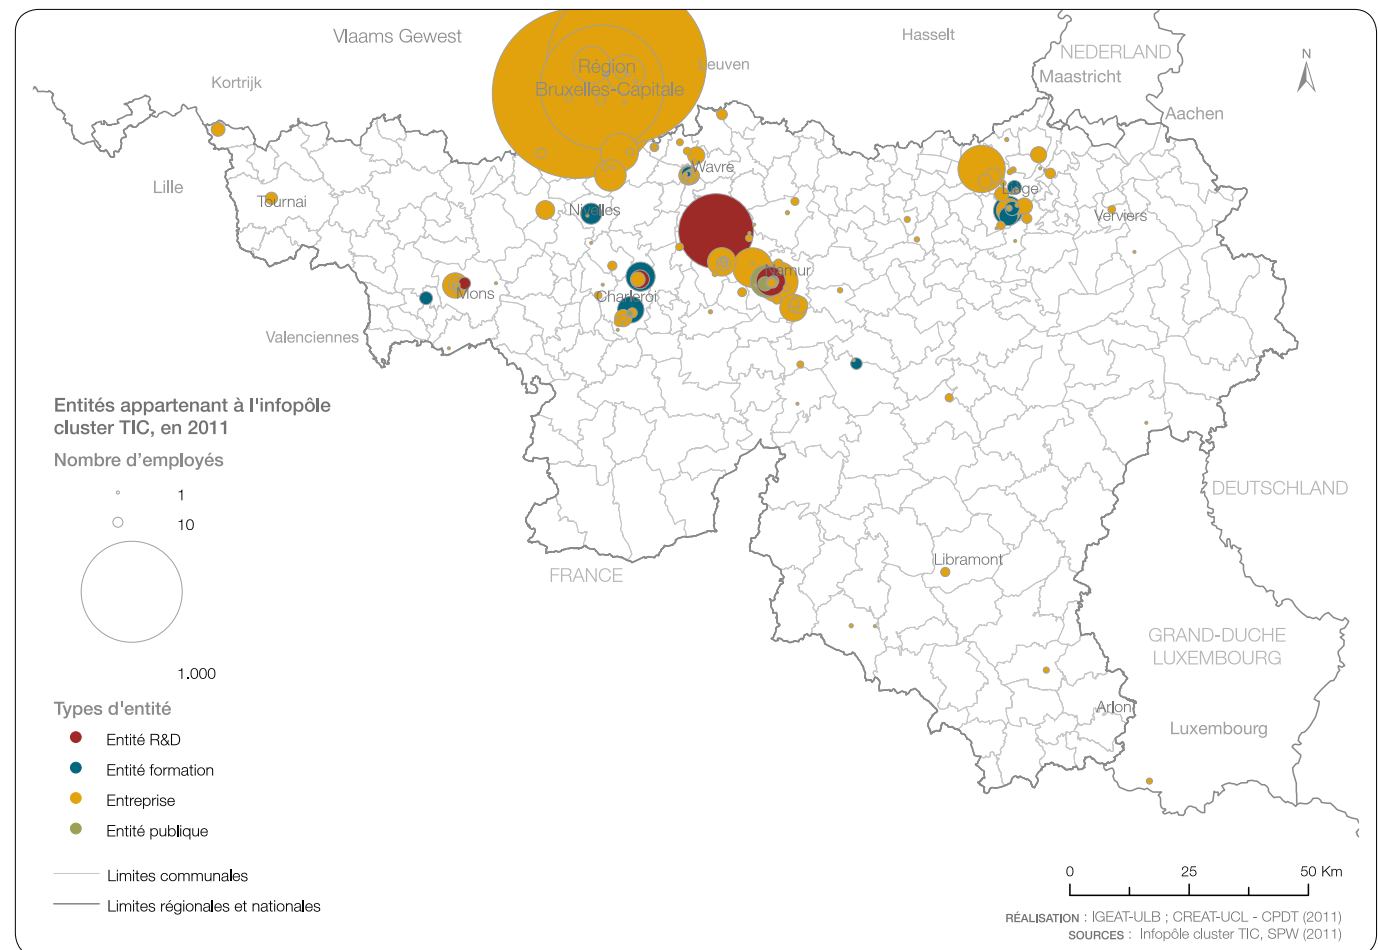 Vlaams Gewest
Hasselt
NEDERLAND
N
Kortrijk
Région
Bruxelles-Capitale
Leuven
Maastricht
Aachen
Lille
Wavre
Liège
Tournai
Nivelles
Verviers
Namur
Mons
Charleroi
Valenciennes
Entités appartenant à l'infopôle
cluster TIC, en 2011
Nombre d'employés
1
10
1.000
DEUTSCHLAND
FRANCE
Libramont
GRAND-DUCHE
LUXEMBOURG
Arlon
Luxembourg
Types d'entité
Entité R&D
Entité formation
Entreprise
Entité publique
Limites communales
Limites régionales et nationales
0 25 50 Km
RÉALISATION : IGEAT-ULB ; CREAT-UCL - CPDT (2011)
SOURCES : Infopôle cluster TIC, SPW (2011)